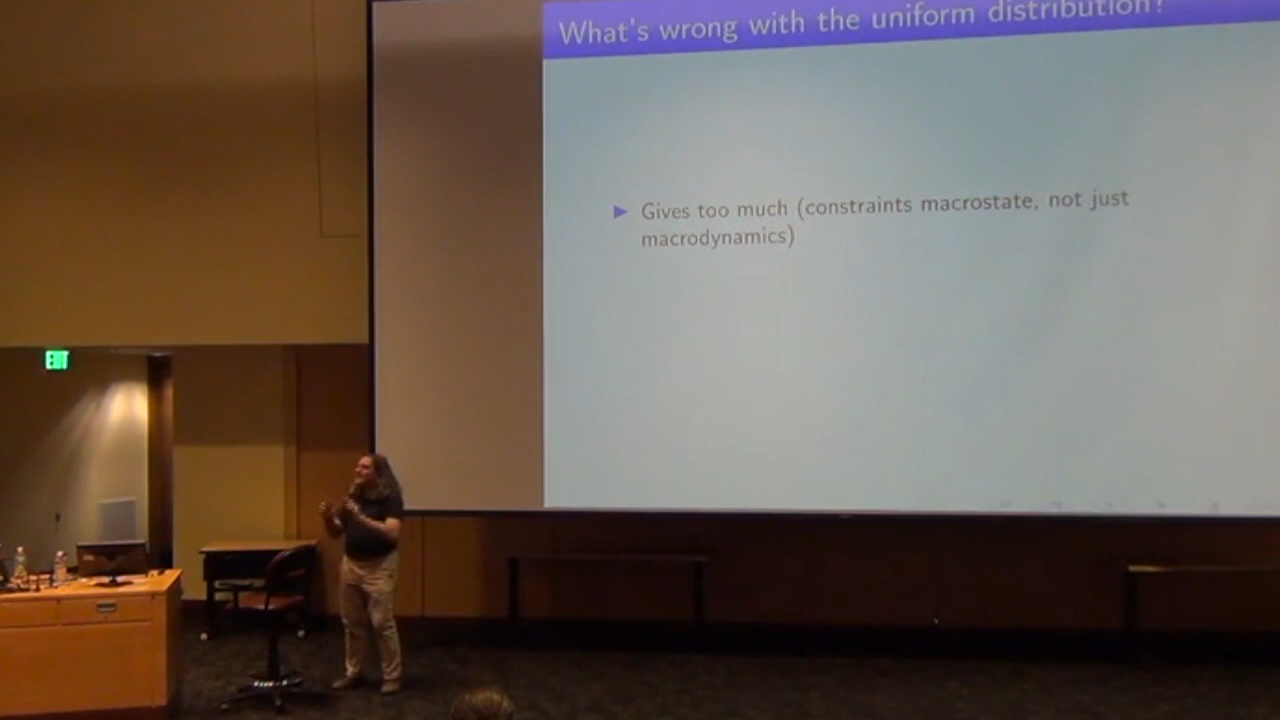 What's wrong with the uniform distribution?
▶ Gives too much (constraints macrostate, not just
macrodynamics)
EXIT